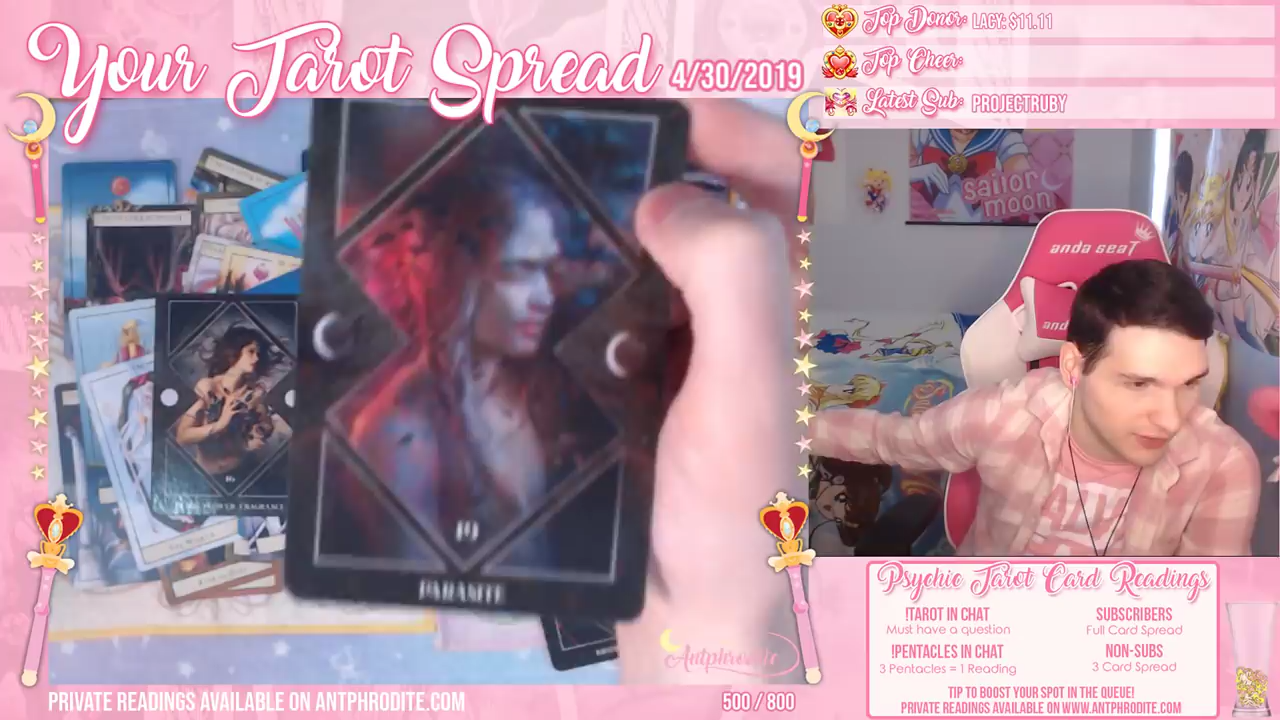 Your Tarot Spread 4/30/2019
Top Donor: LACY: $11.11
Top Cheer:
Latest Sub: PROJECTRUBY
sailor
moon
anda seaT
anda
19
PARASITE
16
Antphrodite
Psychic Tarot Card Readings
!TAROT IN CHAT
Must have a question
SUBSCRIBERS
Full Card Spread
!PENTACLES IN CHAT
3 Pentacles = 1 Reading
NON-SUBS
3 Card Spread
TIP TO BOOST YOUR SPOT IN THE QUEUE!
PRIVATE READINGS AVAILABLE ON WWW.ANTPHRODITE.COM
PRIVATE READINGS AVAILABLE ON ANTPHRODITE.COM
500 / 800